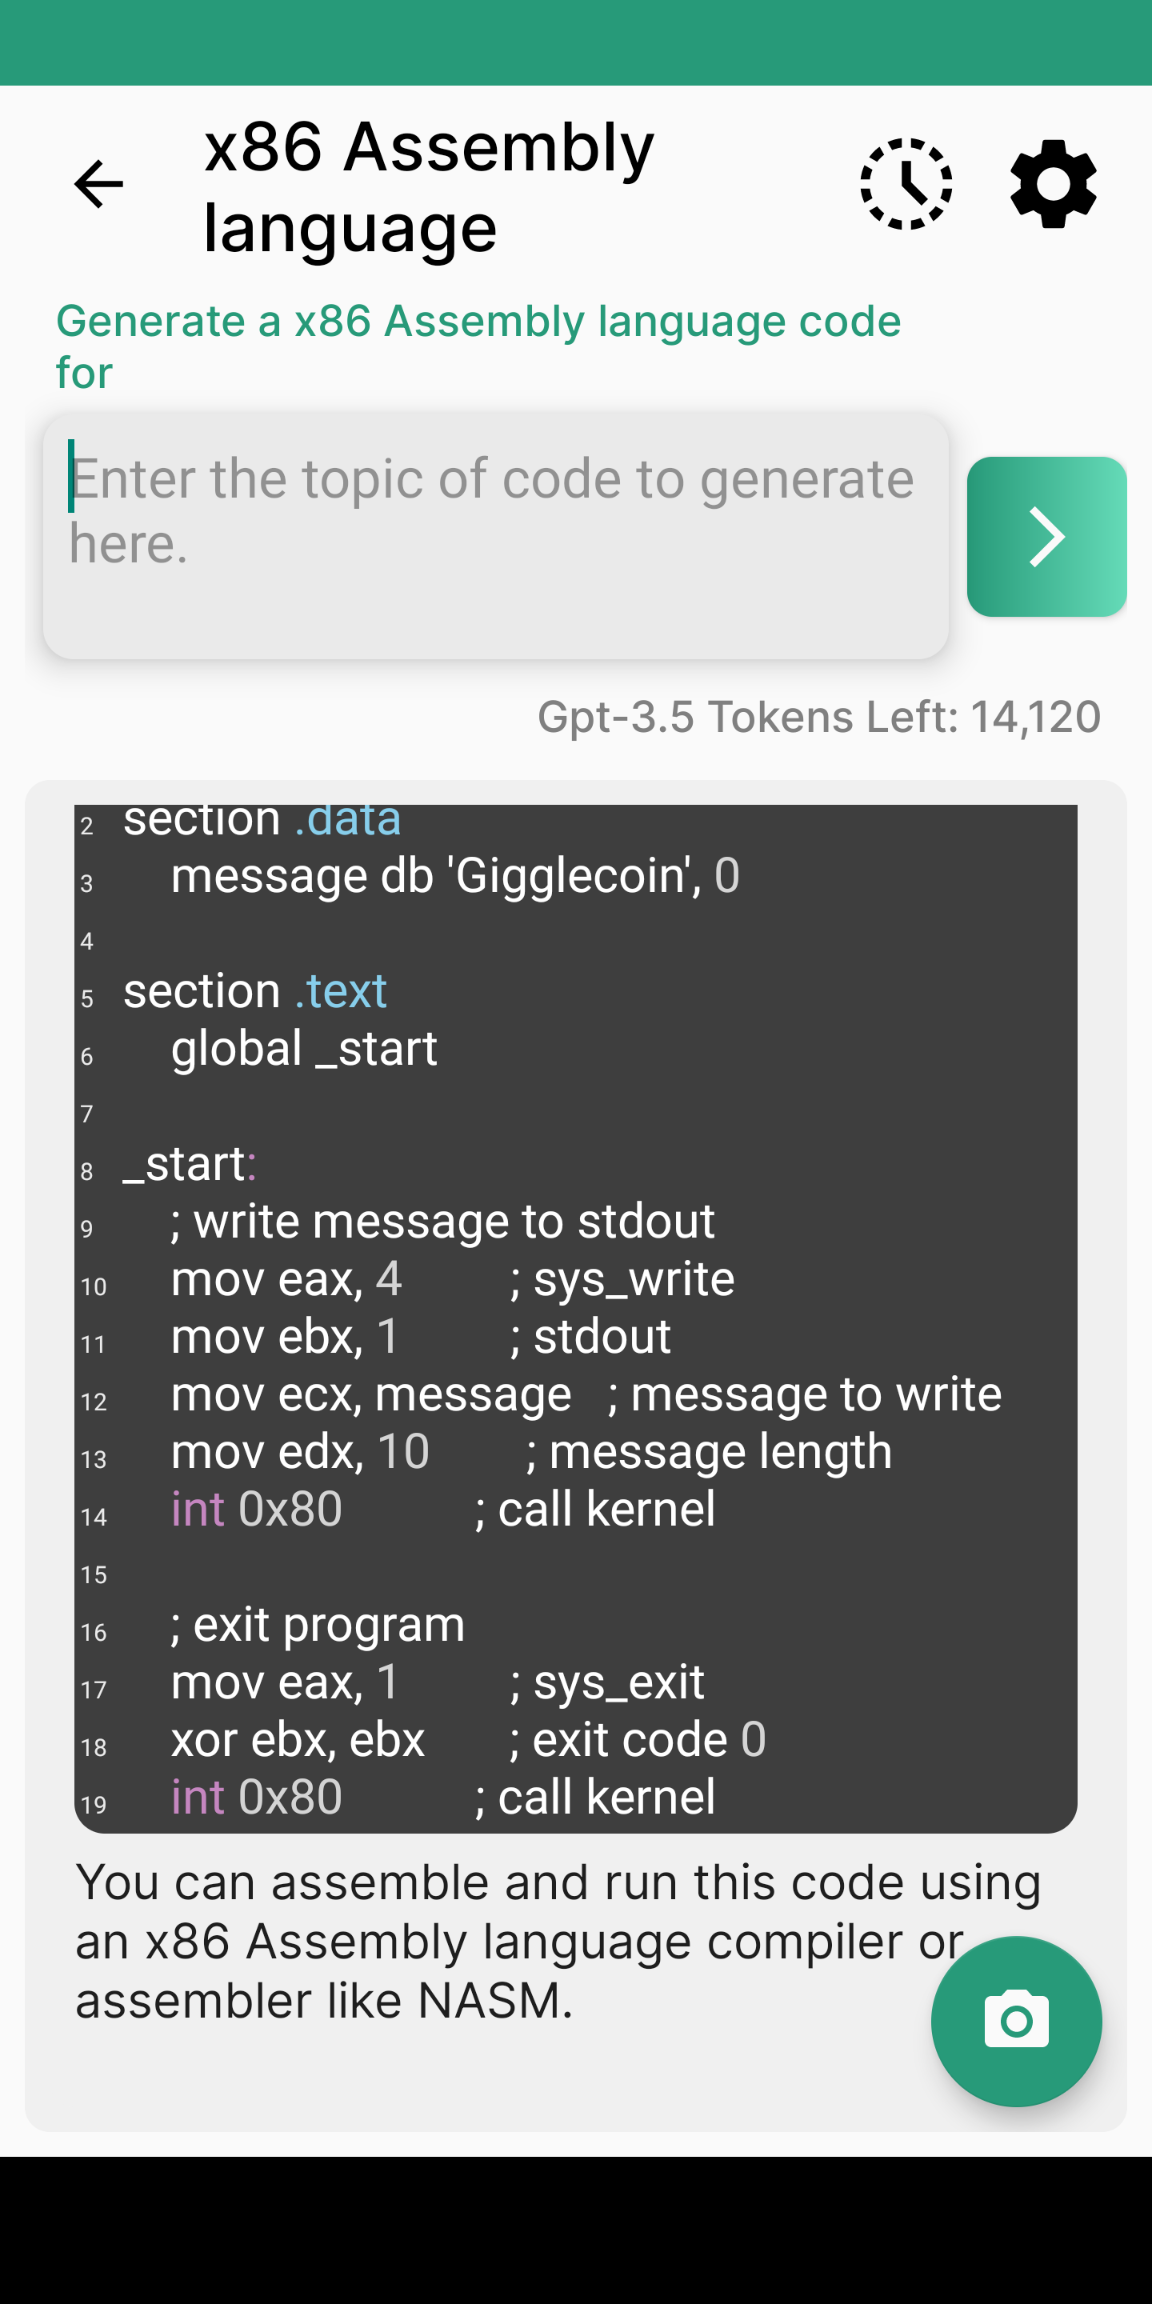 x86 Assembly
language
Generate a x86 Assembly language code
for
Enter the topic of code to generate
here.
Gpt-3.5 Tokens Left: 14,120
2 section .data
3 message db 'Gigglecoin', 0
4
5 section .text
6 global _start
7
8 _start:
9 ; write message to stdout
10 mov eax, 4 ; sys_write
11 mov ebx, 1 ; stdout
12 mov ecx, message ; message to write
13 mov edx, 10 ; message length
14 int 0x80 ; call kernel
15
16 ; exit program
17 mov eax, 1 ; sys_exit
18 xor ebx, ebx ; exit code 0
19 int 0x80 ; call kernel
You can assemble and run this code using
an x86 Assembly language compiler or
assembler like NASM.